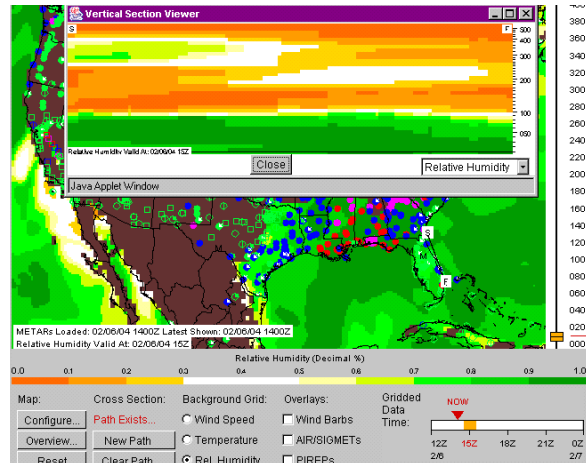 Vertical Section Viewer
S
F
500
400
300
200
100
050
Relative Humidity Valid At: 02/06/04 15Z
Close
Relative Humidity
Java Applet Window
400
380
360
340
320
300
280
260
240
220
200
180
160
140
120
100
080
060
040
020
000
S
M
M
F
METARs Loaded: 02/06/04 1400Z Latest Shown: 02/06/04 1400Z
Relative Humidity Valid At: 02/06/04 15Z
Relative Humidity (Decimal %)
0.0 0.1 0.2 0.3 0.4 0.5 0.6 0.7 0.8 0.9 1.0
Map: Cross Section: Background Grid: Overlays: Gridded Data Time: NOW
Configure... Path Exists... Wind Speed Wind Barbs
Overview... New Path Temperature AIR/SIGMETs
12Z 15Z 18Z 21Z 0Z
2/6 2/7
Reset Clear Path Rel. Humidity PIREPs